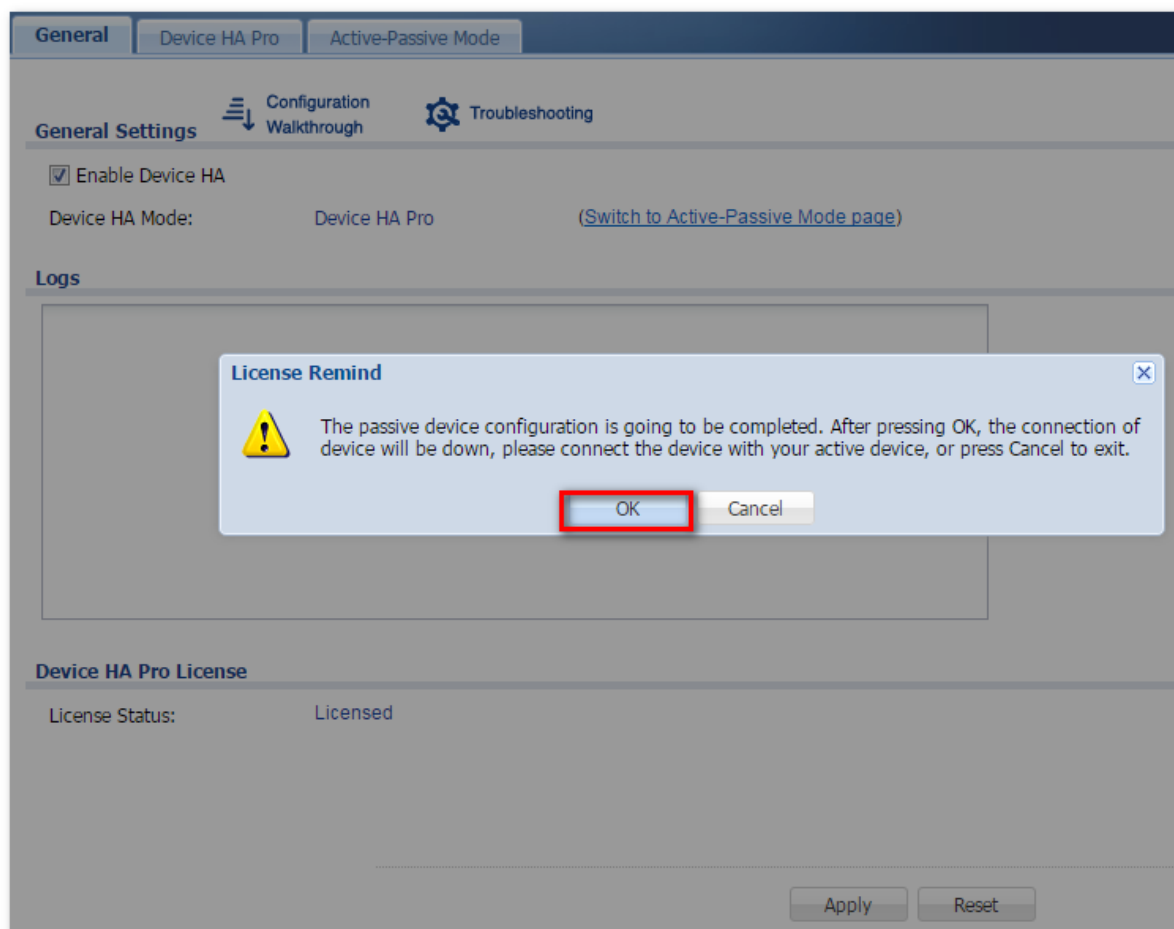 General Device HA Pro Active-Passive Mode
Configuration
Walkthrough
Troubleshooting
General Settings
Enable Device HA
Device HA Mode: Device HA Pro (Switch to Active-Passive Mode page)
Logs
License Remind
The passive device configuration is going to be completed. After pressing OK, the connection of
device will be down, please connect the device with your active device, or press Cancel to exit.
OK Cancel
Device HA Pro License
License Status: Licensed
Apply Reset